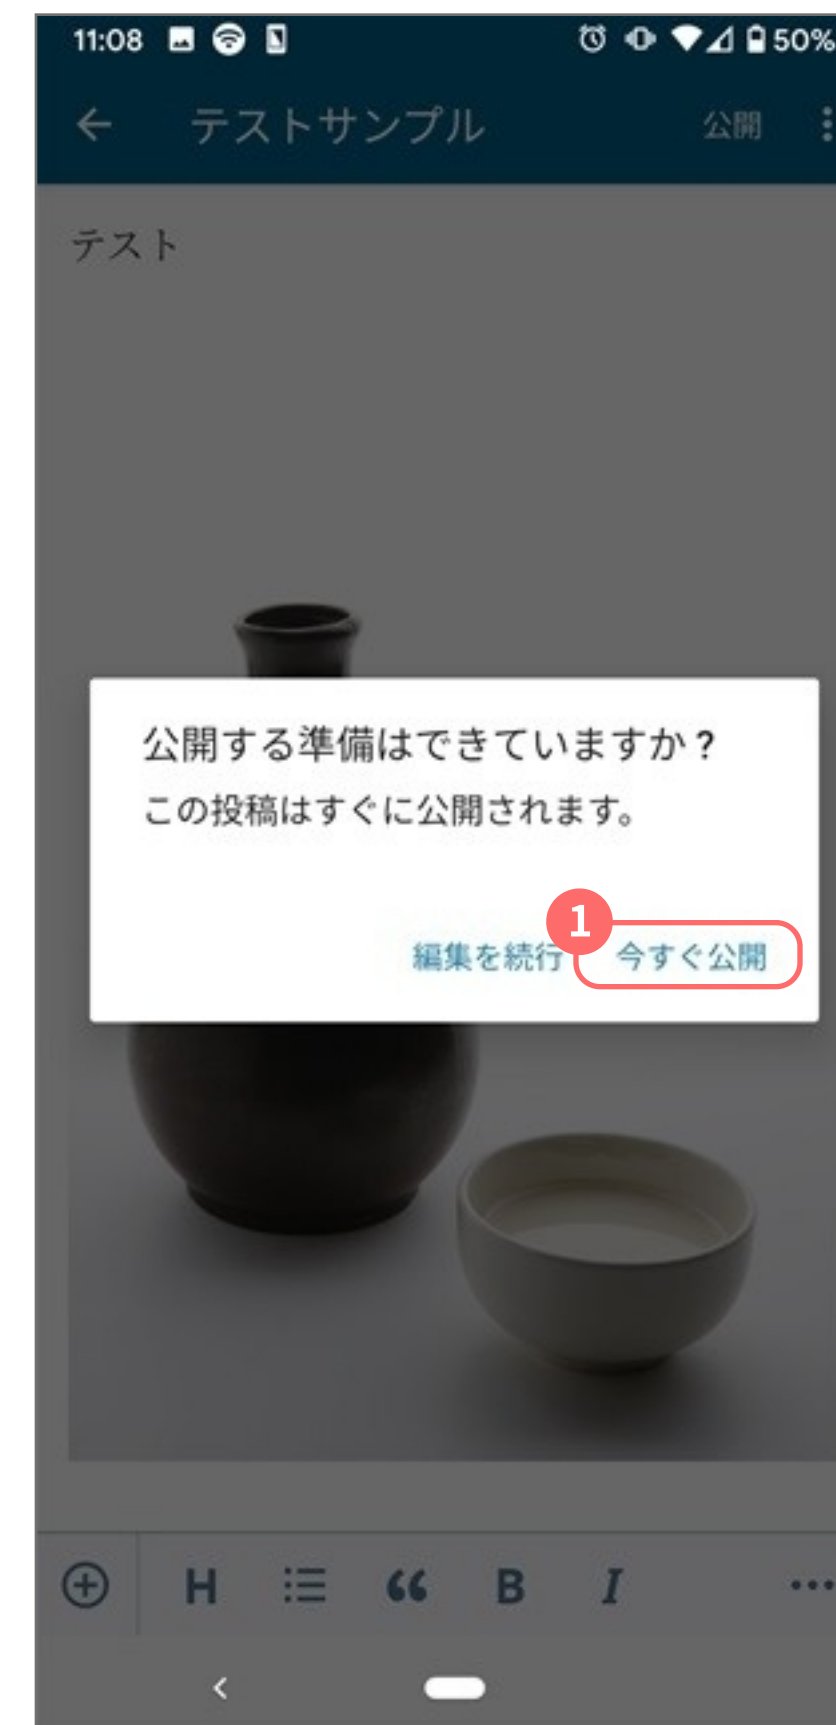 11:08
50%
テストサンプル 公開
テスト
公開する準備はできていますか？
この投稿はすぐに公開されます。
1
編集を続行 今すぐ公開
H B I